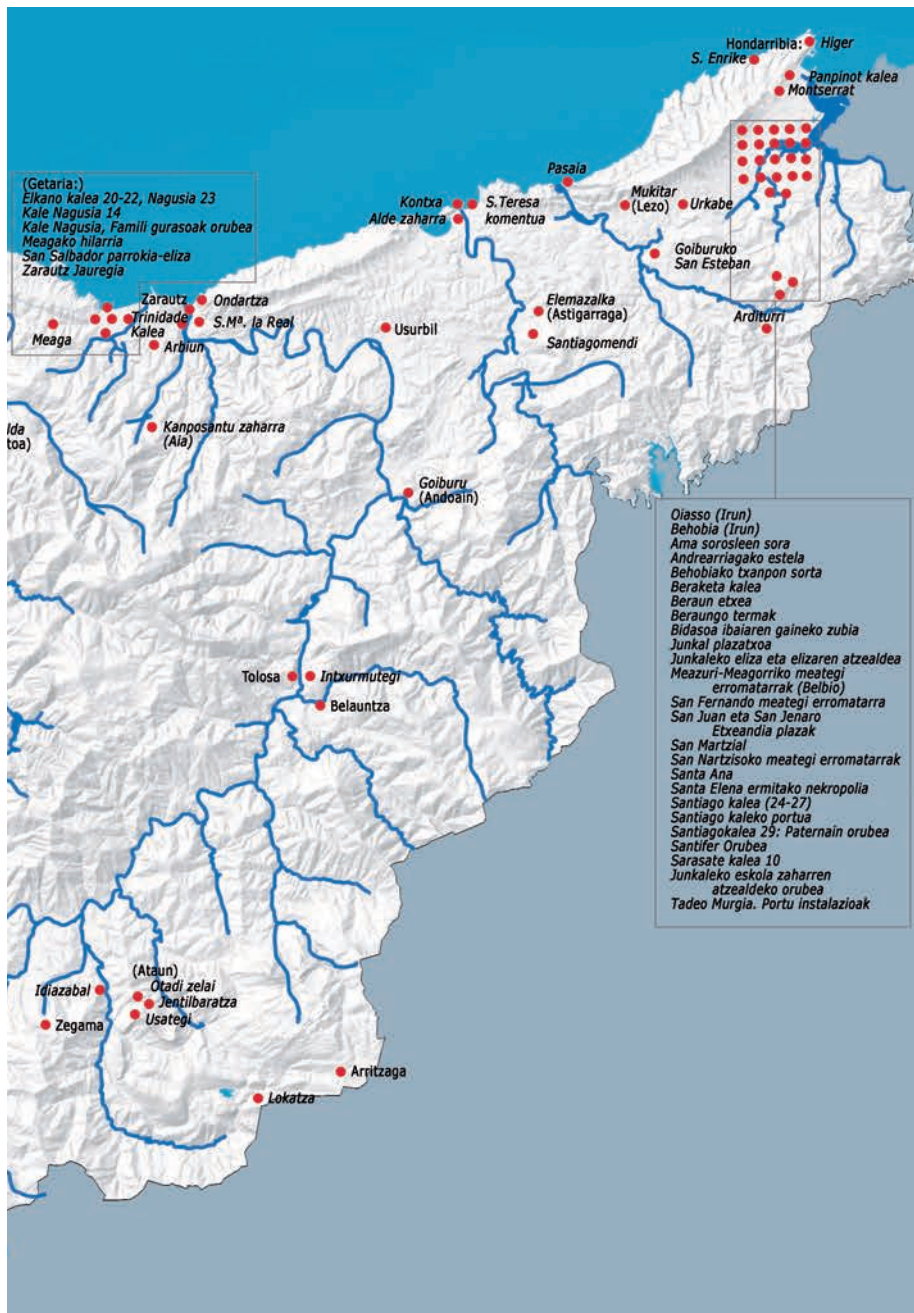 Hondarribia:
Higer
S. Enrike
Panpinot kalea
Montserrat
(Getaria:)
Elkano kalea 20-22, Nagusia 23
Kale Nagusia 14
Kale Nagusia, Famili gurasoak orubea
Meagako hilarria
San Salbador parrokia-eliza
Zarautz Jauregia
Pasaia
Kontxa
S.Teresa
komentua
Alde zaharra
Mukitar
(Lezo)
Urkabe
Goiburuko
San Esteban
Zarautz
Ondartza
Trinidade
Kalea
S.Mª. la Real
Meaga
Arbiun
Usurbil
Elemazalka
(Astigarraga)
Santiagomendi
Arditurri
Kanposantu zaharra
(Aia)
lda
toa)
Goiburu
(Andoain)
Oiasso (Irun)
Behobia (Irun)
Ama sorosleen sora
Andrearriagako estela
Behobiako txanpon sorta
Beraketa kalea
Beraun etxea
Beraungo termak
Bidasoa ibaiaren gaineko zubia
Junkal plazatxoa
Junkaleko eliza eta elizaren atzealdea
Meazuri-Meagorriko meategi
erromatarrak (Belbio)
San Fernando meategi erromatarra
San Juan eta San Jenaro
Etxeandia plazak
San Martzial
San Nartzisoko meategi erromatarrak
Santa Ana
Santa Elena ermitako nekropolia
Santiago kalea (24-27)
Santiago kaleko portua
Santiagokalea 29: Paternain orubea
Santifer Orubea
Sarasate kalea 10
Junkaleko eskola zaharren
atzealdeko orubea
Tadeo Murgia. Portu instalazioak
Tolosa
Intxurmutegi
Belauntza
(Ataun)
Otadi zelai
Idiazabal
Jentilbaratza
Usategi
Zegama
Arritzaga
Lokatza